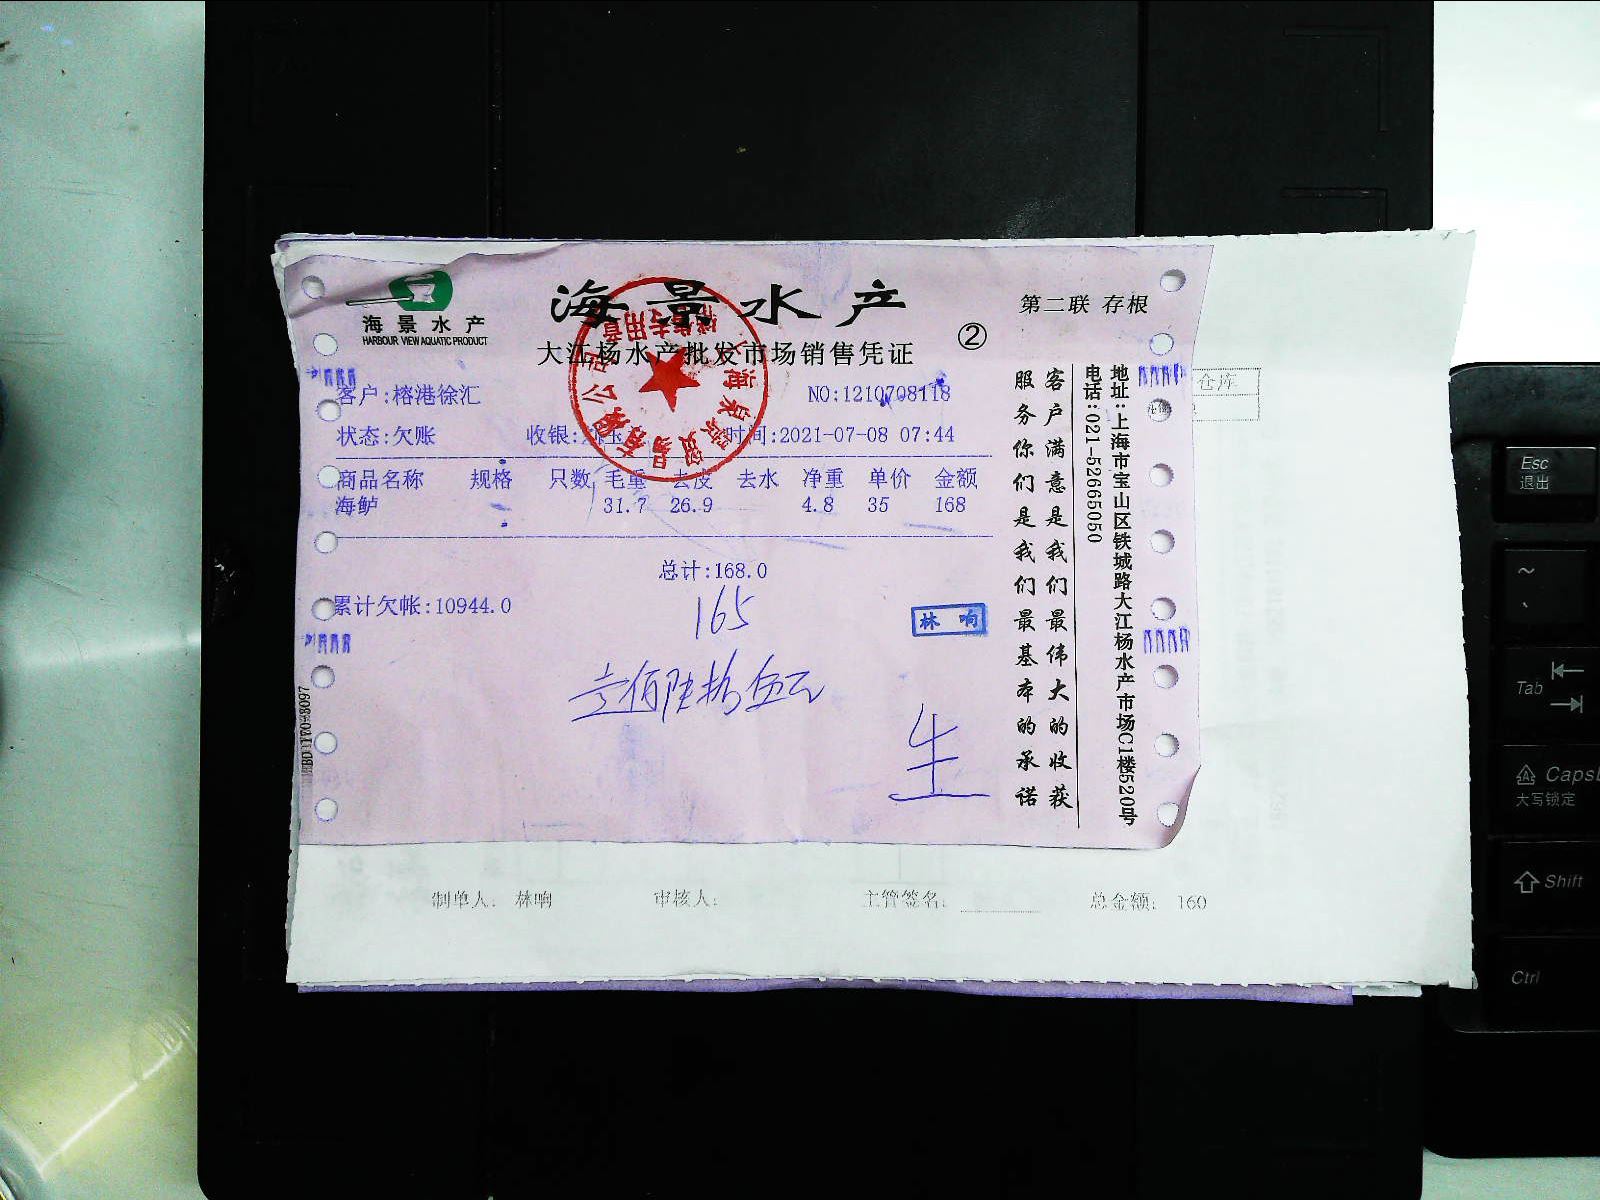 海景水产
HARBOUR VIEW AQUATIC PRODUCT
海景水产
大江杨水产批发市场销售凭证
②
第二联 存根
客户:榕港徐汇
NO:1210708118
状态:欠账
收银:
时间:2021-07-08 07:44
商品名称 规格 只数 毛重 去皮 去水 净重 单价 金额
海鲈 31.7 26.9 4.8 35 168
总计:168.0
累计欠帐:10944.0
165
壹佰陆拾伍元
林响
生
客户满意是我们最伟大的收获
服务你们是我们最基本的承诺
地址:上海市宝山区铁城路大江杨水产市场C1楼520号
电话:021-52665050
仓库
制单人: 林响 审核人: 主管签名: 总金额: 160
Esc
退出
~
Tab
Caps
大写锁定
Shift
Ctrl